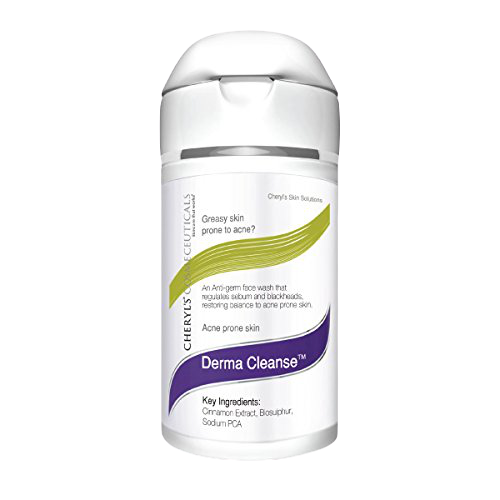 Cheryl's Skin Solutions
CHERYL'S COSMECEUTICALS
Greasy skin
prone to acne?
An Anti-germ face wash that
regulates sebum and blackheads,
restoring balance to acne prone skin.
Acne prone skin
Derma Cleanse™
Key Ingredients:
Cinnamon Extract, Biosulphur,
Sodium PCA